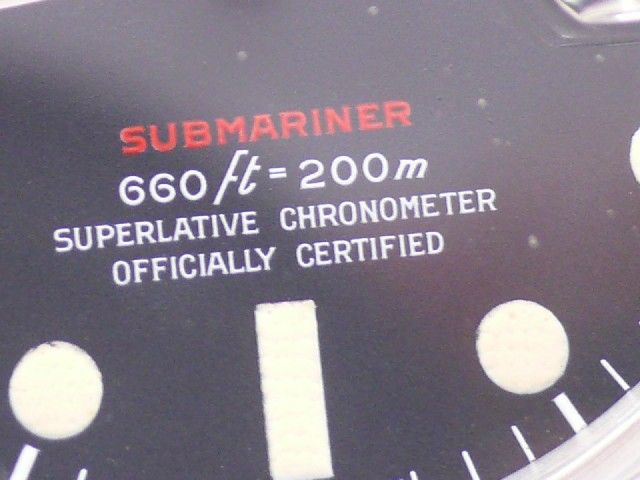 SUBMARINER
660 ft = 200 m
SUPERLATIVE CHRONOMETER
OFFICIALLY CERTIFIED